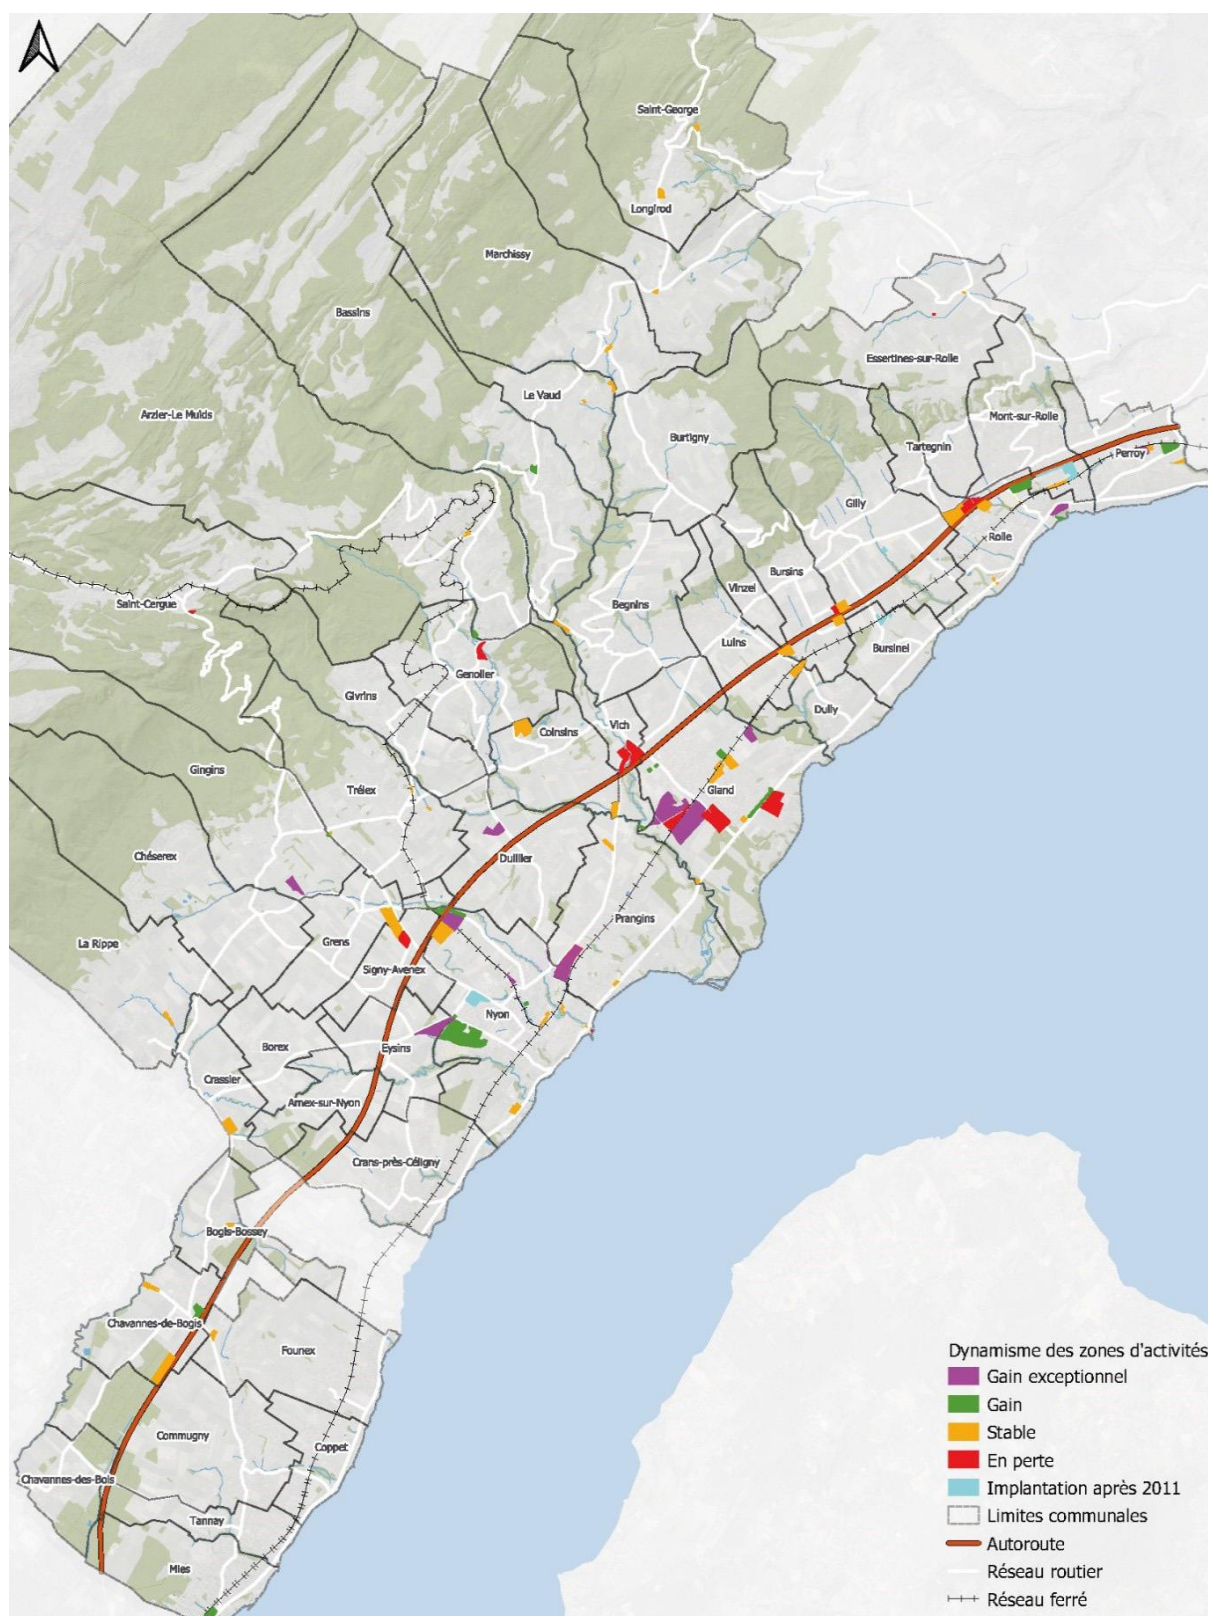 Saint-George
Longirod
Marchissy
Bassins
Essertines-sur-Rolle
Le Vaud
Arzier-Le Muids
Mont-sur-Rolle
Burtigny
Tartegnin
Perroy
Gilly
Rolle
Bursins
Vinzel
Saint-Cergue
Begnins
Luins
Bursinel
Genolier
Givrins
Dully
Vich
Coinsins
Gingins
Trélex
Gland
Chéserex
Duillier
Prangins
La Rippe
Grens
Signy-Avenex
Nyon
Borex
Eysins
Crassier
Arnex-sur-Nyon
Crans-près-Céligny
Bogis-Bossey
Chavannes-de-Bogis
Founex
Commugny
Coppet
Chavannes-des-Bois
Tannay
Mies
Dynamisme des zones d'activités
Gain exceptionnel
Gain
Stable
En perte
Implantation après 2011
Limites communales
Autoroute
Réseau routier
Réseau ferré